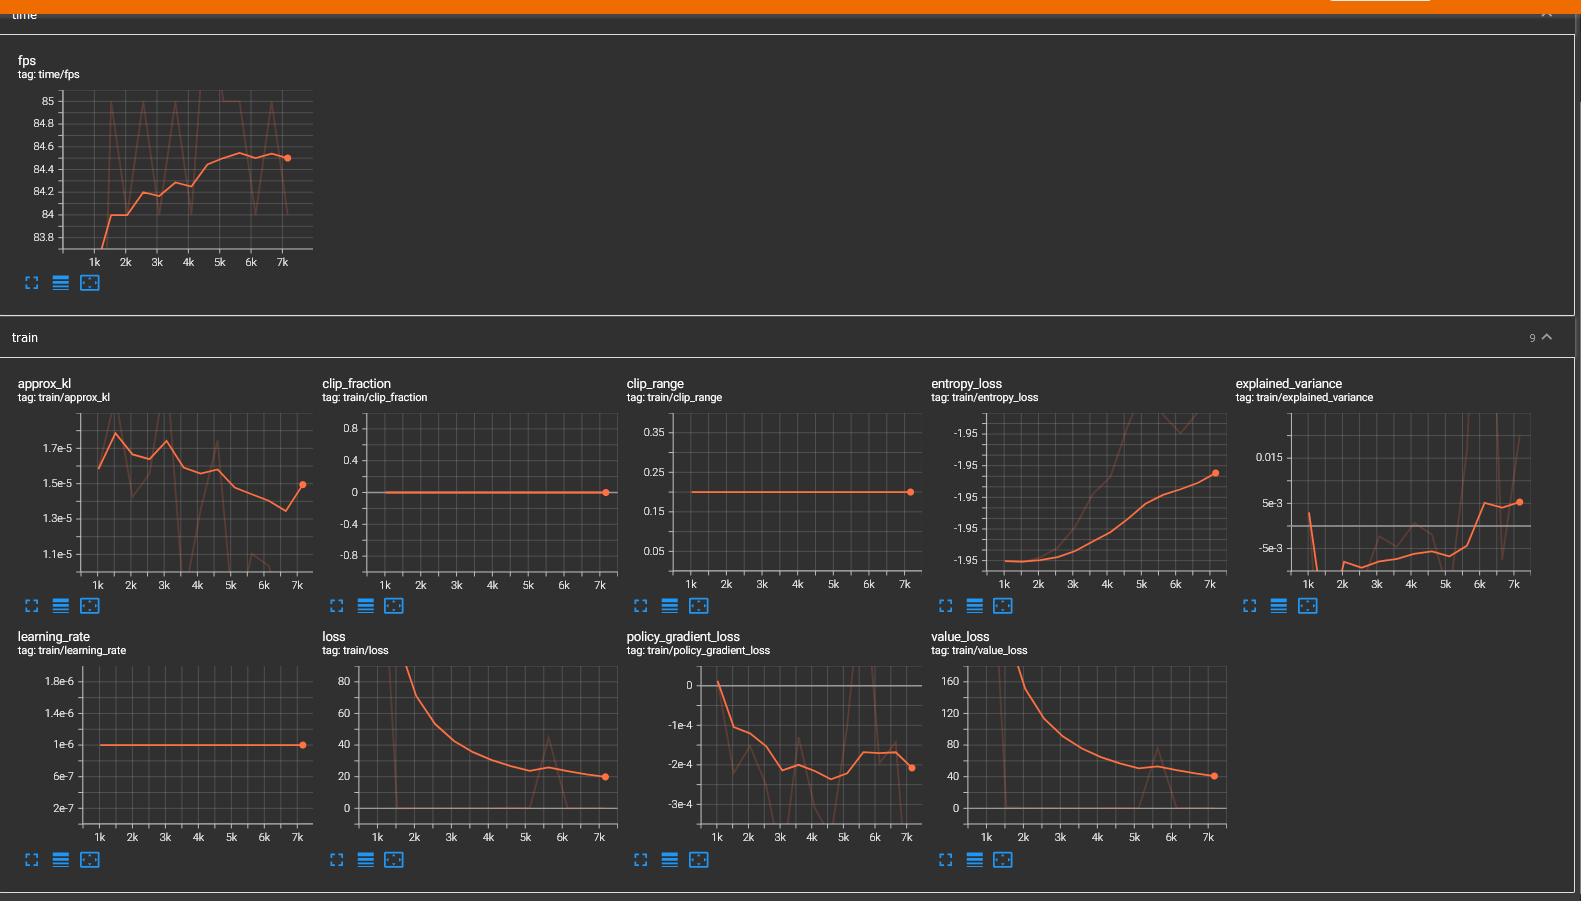 time
fps
tag: time/fps
85
84.8
84.6
84.4
84.2
84
83.8
1k 2k 3k 4k 5k 6k 7k
train
9
approx_kl
tag: train/approx_kl
1.7e-5
1.5e-5
1.3e-5
1.1e-5
1k 2k 3k 4k 5k 6k 7k
clip_fraction
tag: train/clip_fraction
0.8
0.4
0
-0.4
-0.8
1k 2k 3k 4k 5k 6k 7k
clip_range
tag: train/clip_range
0.35
0.25
0.15
0.05
1k 2k 3k 4k 5k 6k 7k
entropy_loss
tag: train/entropy_loss
-1.95
-1.95
-1.95
-1.95
-1.95
1k 2k 3k 4k 5k 6k 7k
explained_variance
tag: train/explained_variance
0.015
5e-3
-5e-3
1k 2k 3k 4k 5k 6k 7k
learning_rate
tag: train/learning_rate
1.8e-6
1.4e-6
1e-6
6e-7
2e-7
1k 2k 3k 4k 5k 6k 7k
loss
tag: train/loss
80
60
40
20
0
1k 2k 3k 4k 5k 6k 7k
policy_gradient_loss
tag: train/policy_gradient_loss
0
-1e-4
-2e-4
-3e-4
1k 2k 3k 4k 5k 6k 7k
value_loss
tag: train/value_loss
160
120
80
40
0
1k 2k 3k 4k 5k 6k 7k